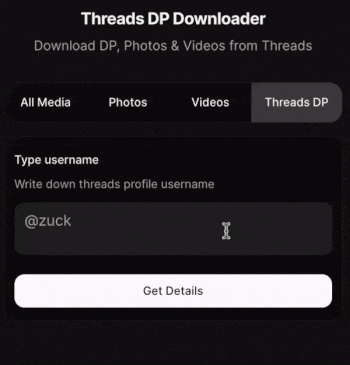 Threads DP Downloader
Download DP, Photos & Videos from Threads
All Media Photos Videos Threads DP
Type username
Write down threads profile username
@zuck
Get Details